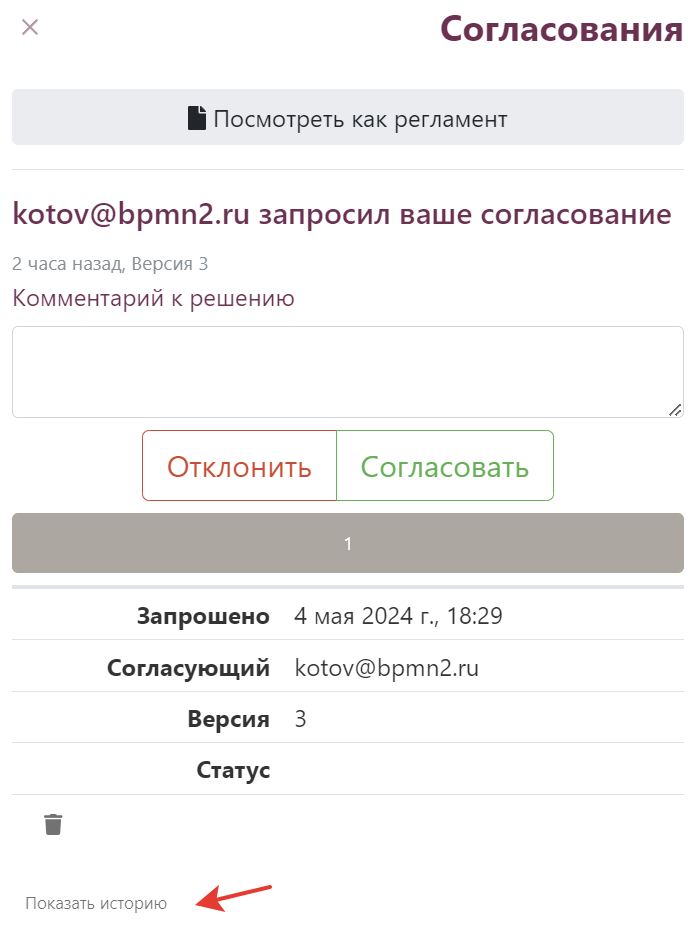 Согласования
Посмотреть как регламент
kotov@bpmn2.ru запросил ваше согласование
2 часа назад, Версия 3
Комментарий к решению
Отклонить Согласовать
1
Запрошено 4 мая 2024 г., 18:29
Согласующий kotov@bpmn2.ru
Версия 3
Статус
Показать историю